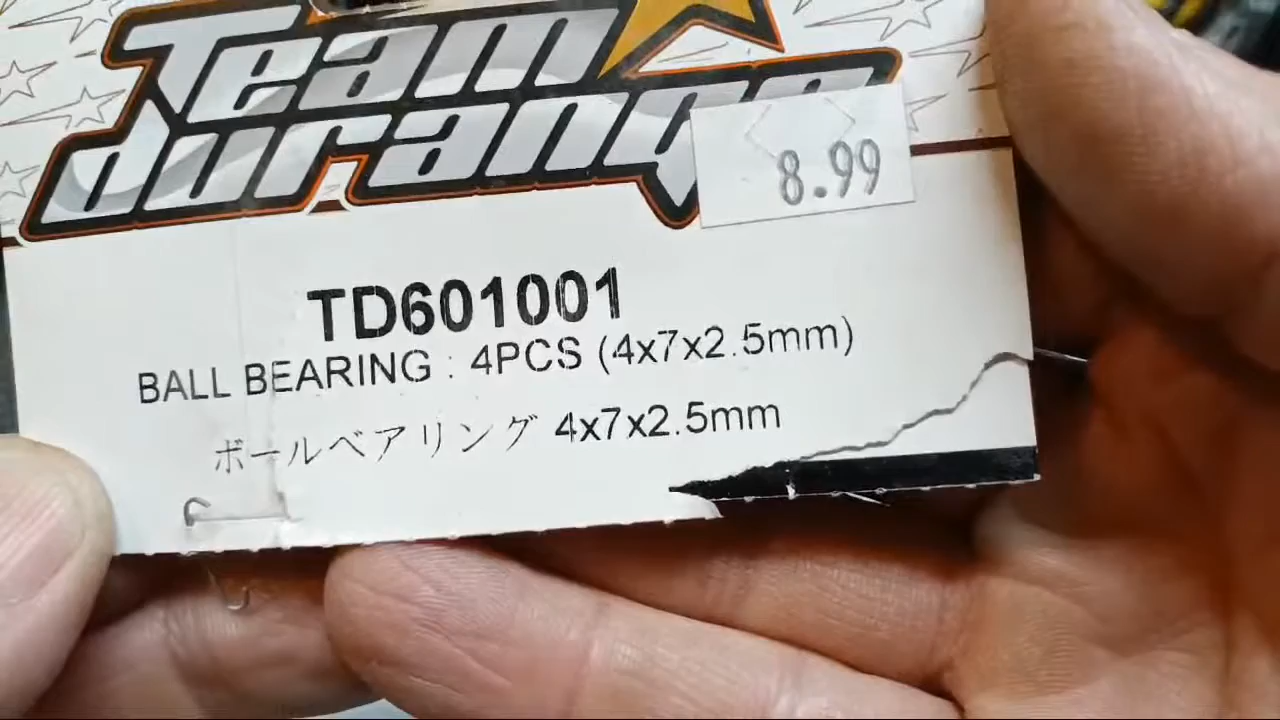 Team
durango
8.99
TD601001
BALL BEARING : 4PCS (4x7x2.5mm)
ボールベアリング 4x7x2.5mm